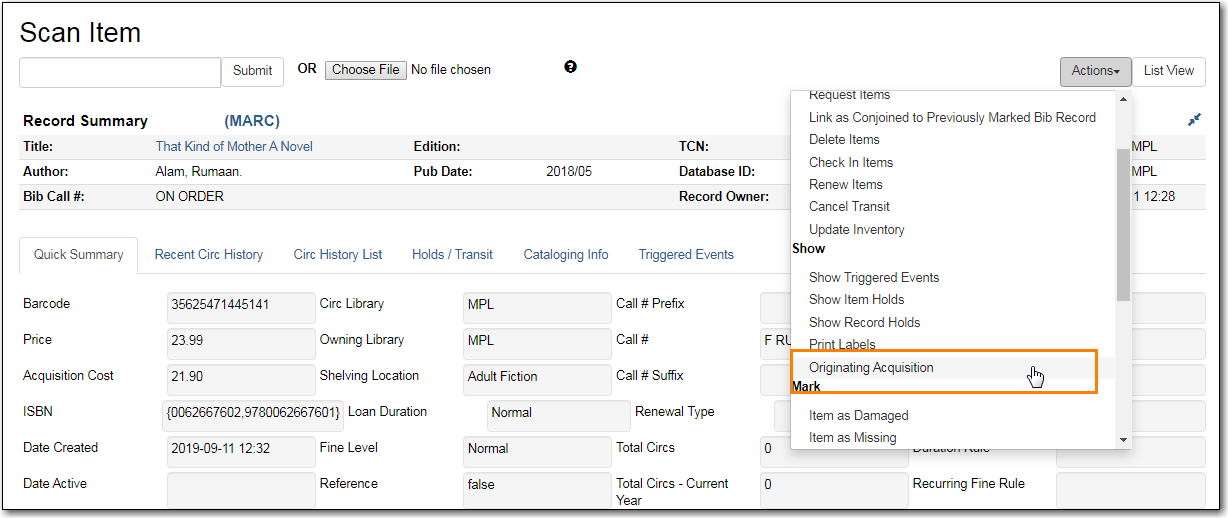 Scan Item
Submit OR Choose File No file chosen Actions List View
Request Items
Link as Conjoined to Previously Marked Bib Record
Delete Items
Check In Items
Renew Items
Cancel Transit
Update Inventory
Show
Show Triggered Events
Show Item Holds
Show Record Holds
Print Labels
Originating Acquisition
Mark
Item as Damaged
Item as Missing
Record Summary (MARC)
Title: That Kind of Mother A Novel Edition: TCN: MPL
Author: Alam, Rumaan. Pub Date: 2018/05 Database ID: MPL
Bib Call #: ON ORDER Record Owner: 1 12:28
Quick Summary Recent Circ History Circ History List Holds / Transit Cataloging Info Triggered Events
Barcode 35625471445141 Circ Library MPL Call # Prefix
Price 23.99 Owning Library MPL Call # F RU
Acquisition Cost 21.90 Shelving Location Adult Fiction Call # Suffix
ISBN {0062667602,9780062667601} Loan Duration Normal Renewal Type
Date Created 2019-09-11 12:32 Fine Level Normal Total Circs 0 Duration Rule
Date Active Reference false Total Circs - Current Year 0 Recurring Fine Rule